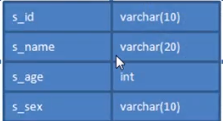 s_id varchar(10)
s_name varchar(20)
s_age int
s_sex varchar(10)